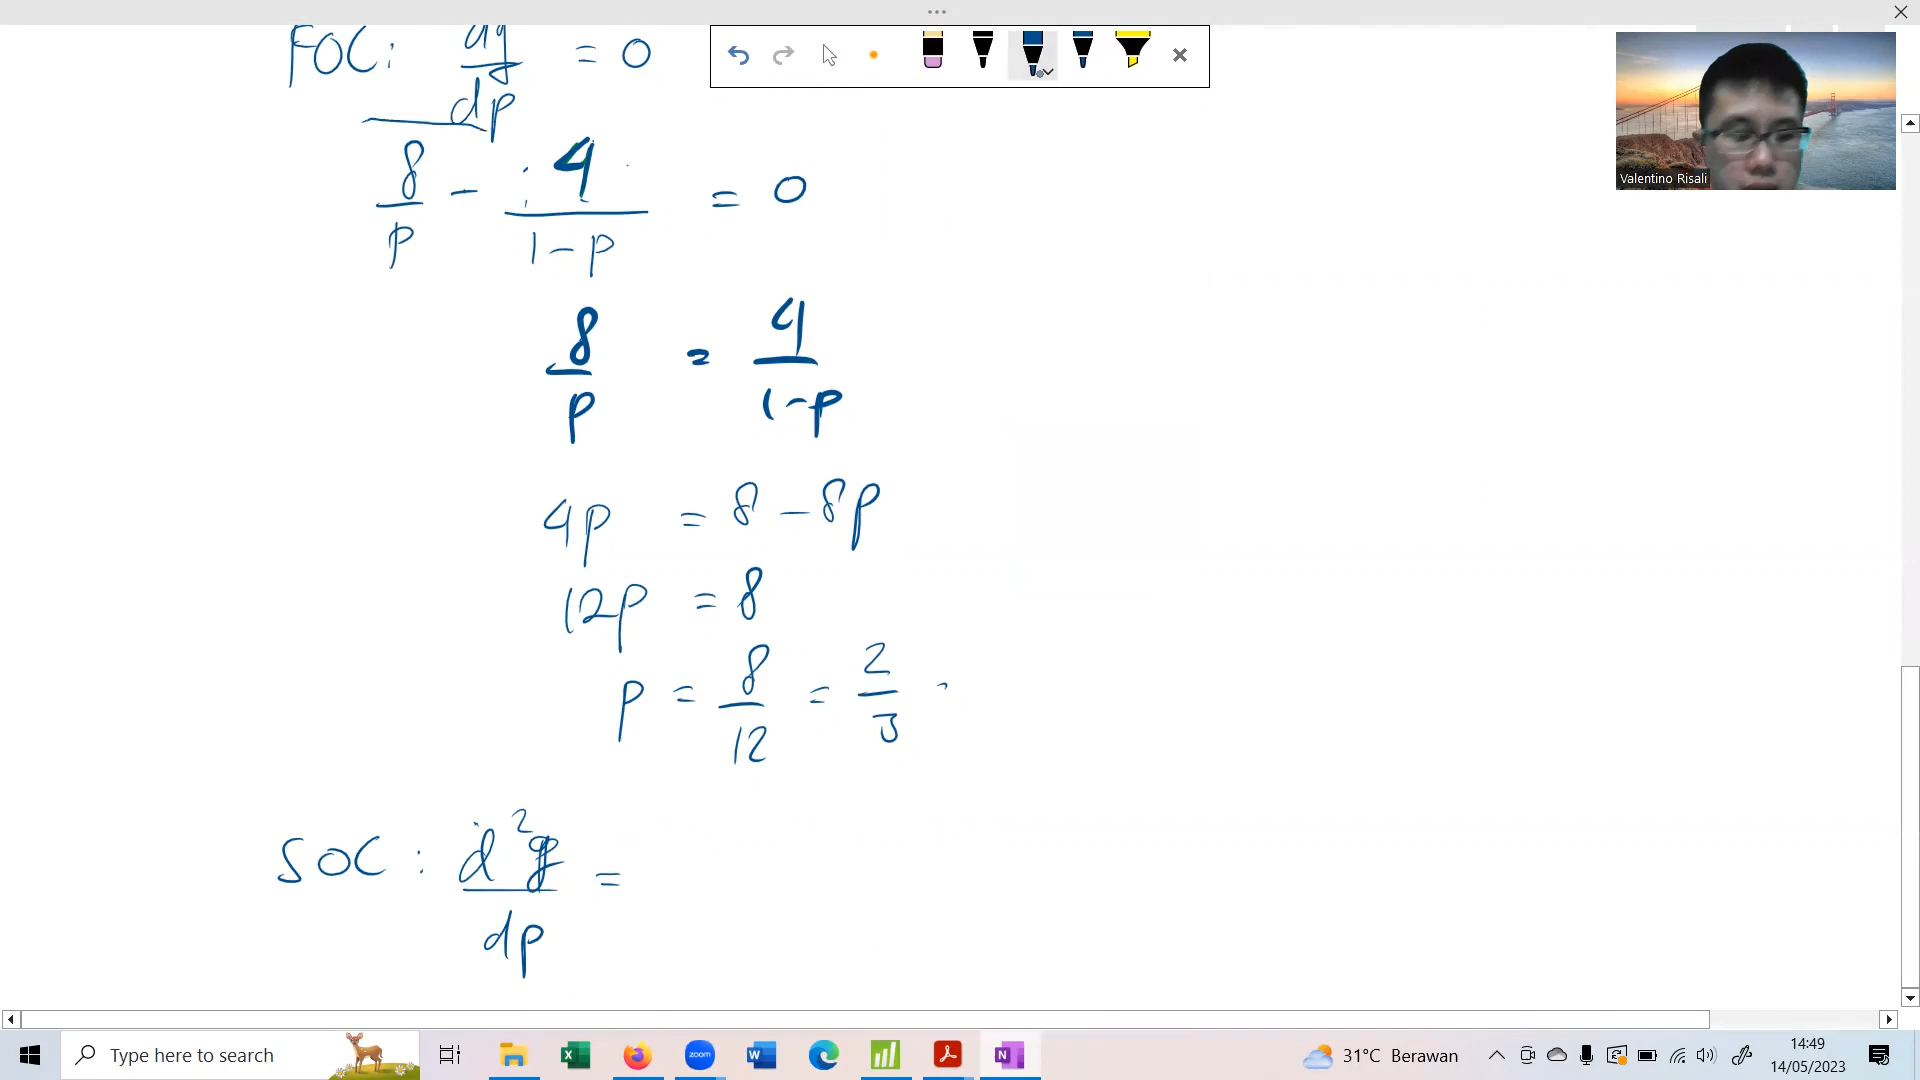 FOC: dg/dp = 0
8/p - 4/1-p = 0
8/p = 4/1-p
4p = 8 - 8p
12p = 8
p = 8/12 = 2/3
SOC : d²g/dp =
Valentino Risali
Type here to search
zoom
31°C Berawan
14:49
14/05/2023